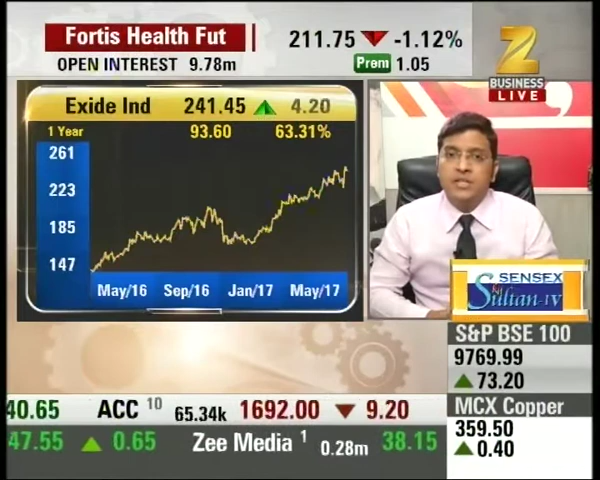 Fortis Health Fut
211.75 -1.12%
OPEN INTEREST 9.78m
Prem 1.05
Z
BUSINESS
LIVE
Exide Ind 241.45 4.20
1 Year 93.60 63.31%
261
223
185
147
May/16 Sep/16 Jan/17 May/17
SENSEX
Ka
Sultan-IV
S&P BSE 100
9769.99
73.20
MCX Copper
359.50
0.40
40.65 ACC 10 65.34k 1692.00 9.20
47.55 0.65 Zee Media 1 0.28m 38.15